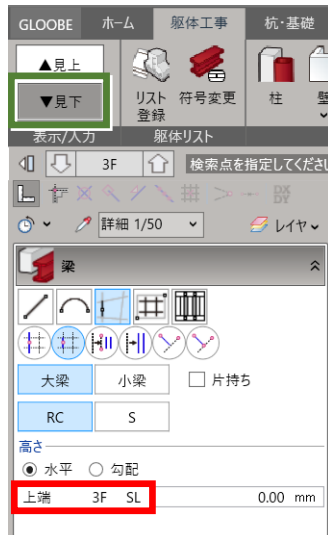 GLOOBE ホーム 躯体工事 杭・基礎
▲見上
▼見下
リスト
登録
符号変更
柱
壁
表示/入力
躯体リスト
3F
検索点を指定してくださ
DX
DY
詳細 1/50
レイヤ
梁
大梁
小梁
片持ち
RC
S
高さ
水平
勾配
上端 3F SL 0.00 mm